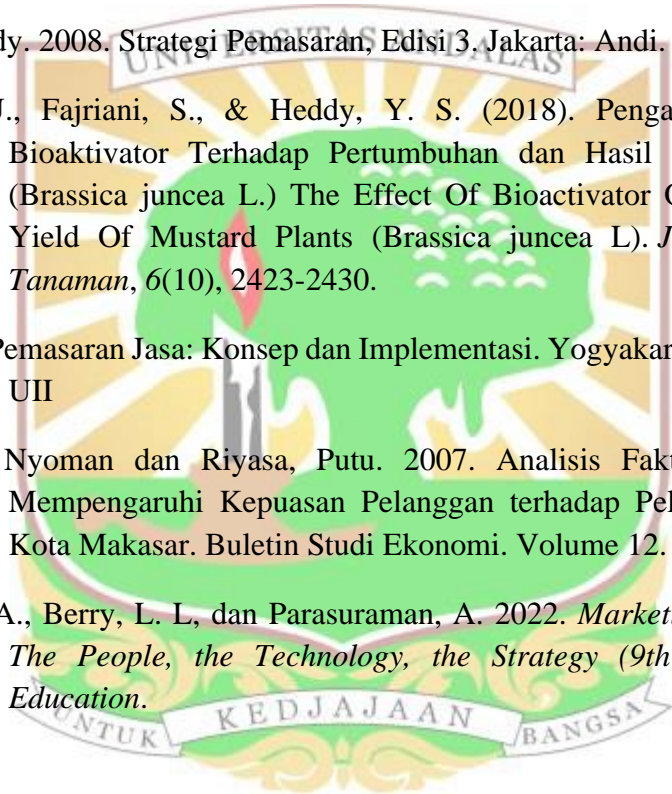 dy. 2008. Strategi Pemasaran, Edisi 3. Jakarta: Andi.
UNIVERSITAS ANDALAS
J., Fajriani, S., & Heddy, Y. S. (2018). Penga
Bioaktivator Terhadap Pertumbuhan dan Hasil
(Brassica juncea L.) The Effect Of Bioactivator
Yield Of Mustard Plants (Brassica juncea L). J
Tanaman, 6(10), 2423-2430.
Pemasaran Jasa: Konsep dan Implementasi. Yogyakar
UII
Nyoman dan Riyasa, Putu. 2007. Analisis Fakt
Mempengaruhi Kepuasan Pelanggan terhadap Pel
Kota Makasar. Buletin Studi Ekonomi. Volume 12.
A., Berry, L. L, dan Parasuraman, A. 2022. Market
The People, the Technology, the Strategy (9th
Education.
UNTUK KEDJAJAAN BANGSA